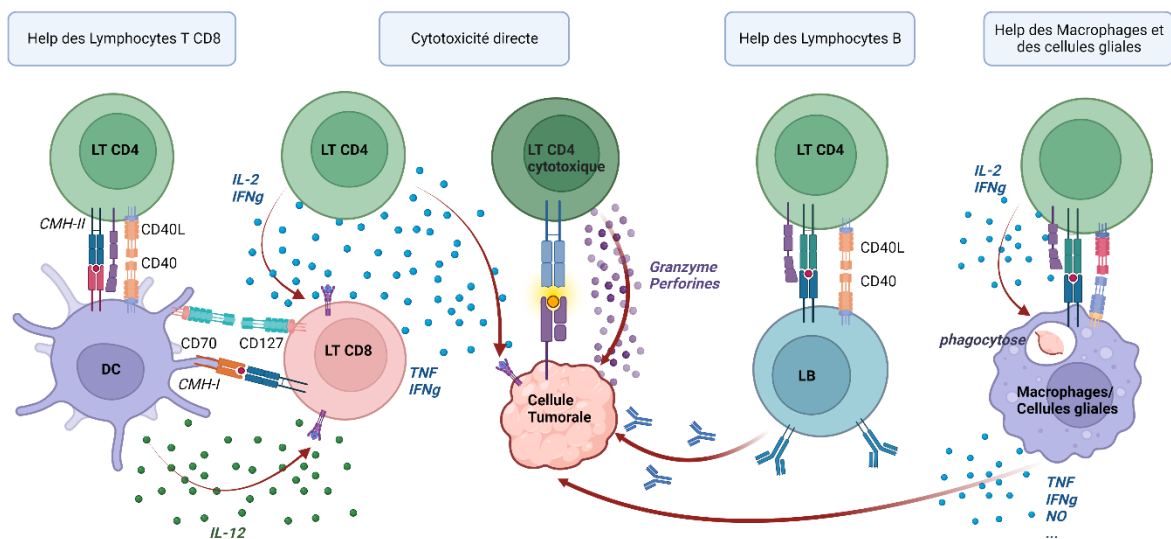 Help des Lymphocytes T CD8
Cytotoxicité directe
Help des Lymphocytes B
Help des Macrophages et
des cellules gliales
LT CD4
CMH-II
CD40L
CD40
DC
CD70
CD127
CMH-I
IL-12
LT CD4
IL-2
IFNg
LT CD8
TNF
IFNg
LT CD4
cytotoxique
Granzyme
Perforines
Cellule
Tumorale
LT CD4
CD40L
CD40
LB
IL-2
IFNg
phagocytose
Macrophages/
Cellules gliales
TNF
IFNg
NO
...